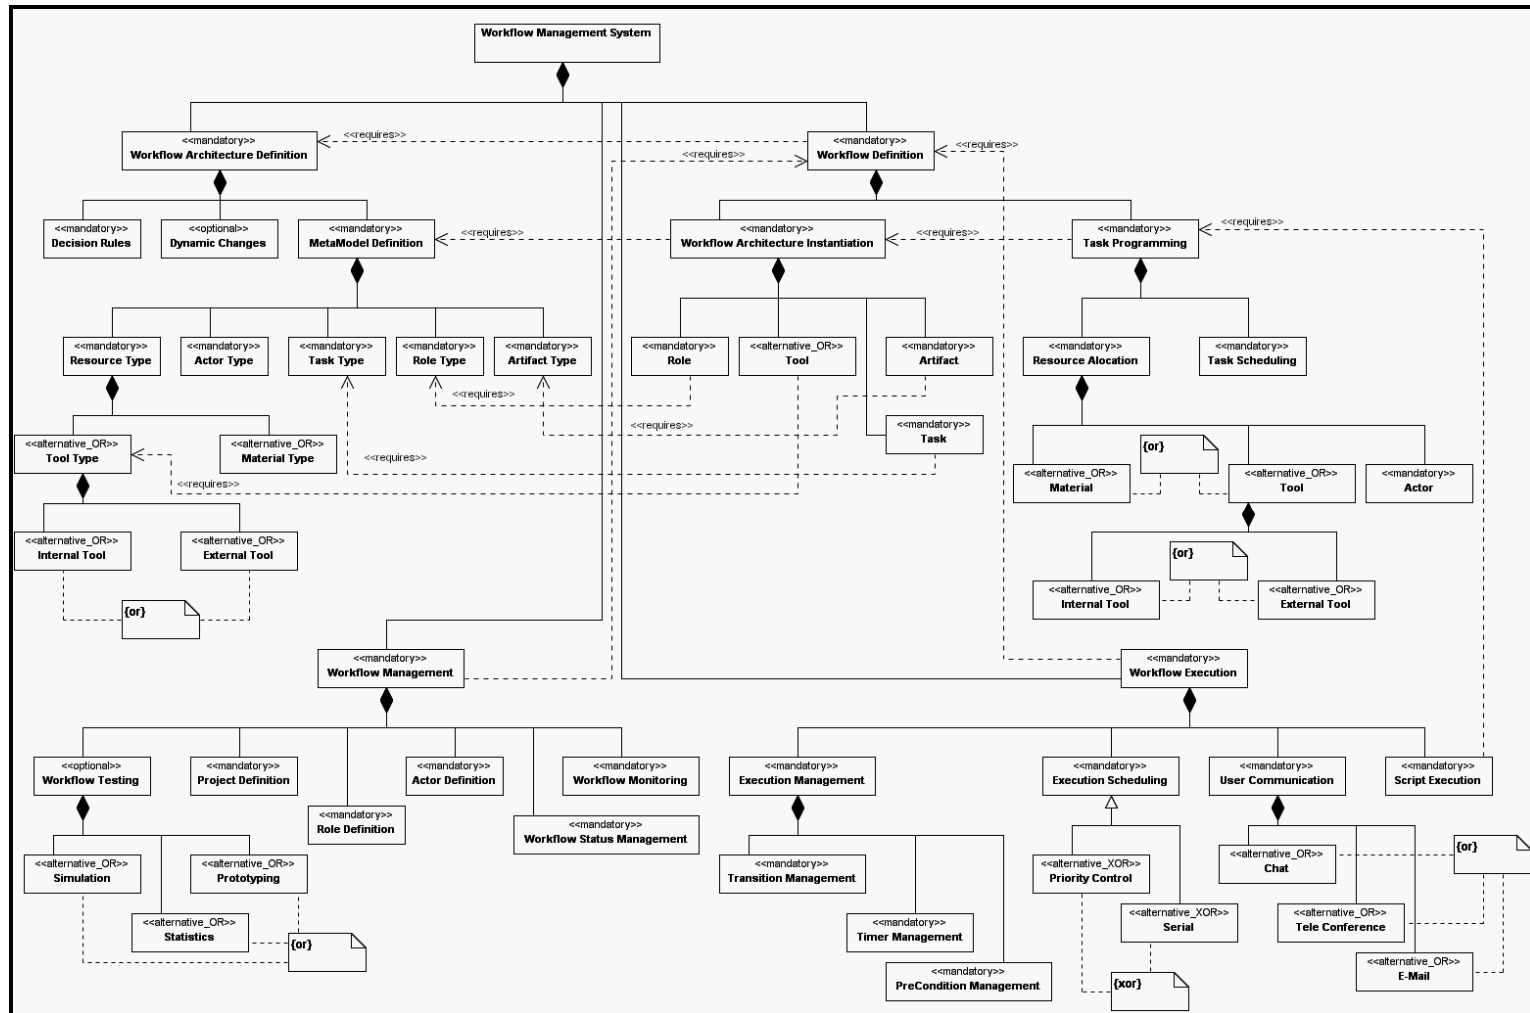 Workflow Management System
<<mandatory>>
Workflow Architecture Definition
<<requires>>
<<requires>>
<<mandatory>>
Workflow Definition
<<requires>>
<<mandatory>>
Decision Rules
<<optional>>
Dynamic Changes
<<mandatory>>
MetaModel Definition
<<requires>>
<<mandatory>>
Workflow Architecture Instantiation
<<requires>>
<<mandatory>>
Task Programming
<<requires>>
<<mandatory>>
Resource Type
<<mandatory>>
Actor Type
<<mandatory>>
Task Type
<<mandatory>>
Role Type
<<mandatory>>
Artifact Type
<<mandatory>>
Role
<<alternative_OR>>
Tool
<<mandatory>>
Artifact
<<mandatory>>
Resource Alocation
<<mandatory>>
Task Scheduling
<<requires>>
<<requires>>
<<mandatory>>
Task
<<alternative_OR>>
Tool Type
<<alternative_OR>>
Material Type
<<requires>>
<<requires>>
{or}
<<alternative_OR>>
Material
<<alternative_OR>>
Tool
<<mandatory>>
Actor
<<alternative_OR>>
Internal Tool
<<alternative_OR>>
External Tool
{or}
{or}
<<alternative_OR>>
Internal Tool
<<alternative_OR>>
External Tool
<<mandatory>>
Workflow Management
<<mandatory>>
Workflow Execution
<<optional>>
Workflow Testing
<<mandatory>>
Project Definition
<<mandatory>>
Role Definition
<<mandatory>>
Actor Definition
<<mandatory>>
Workflow Status Management
<<mandatory>>
Workflow Monitoring
<<mandatory>>
Execution Management
<<mandatory>>
Execution Scheduling
<<mandatory>>
User Communication
<<mandatory>>
Script Execution
<<alternative_OR>>
Simulation
<<alternative_OR>>
Prototyping
<<alternative_OR>>
Statistics
{or}
<<mandatory>>
Transition Management
<<mandatory>>
Timer Management
<<mandatory>>
PreCondition Management
<<alternative_XOR>>
Priority Control
<<alternative_XOR>>
Serial
{xor}
<<alternative_OR>>
Chat
{or}
<<alternative_OR>>
Tele Conference
<<alternative_OR>>
E-Mail